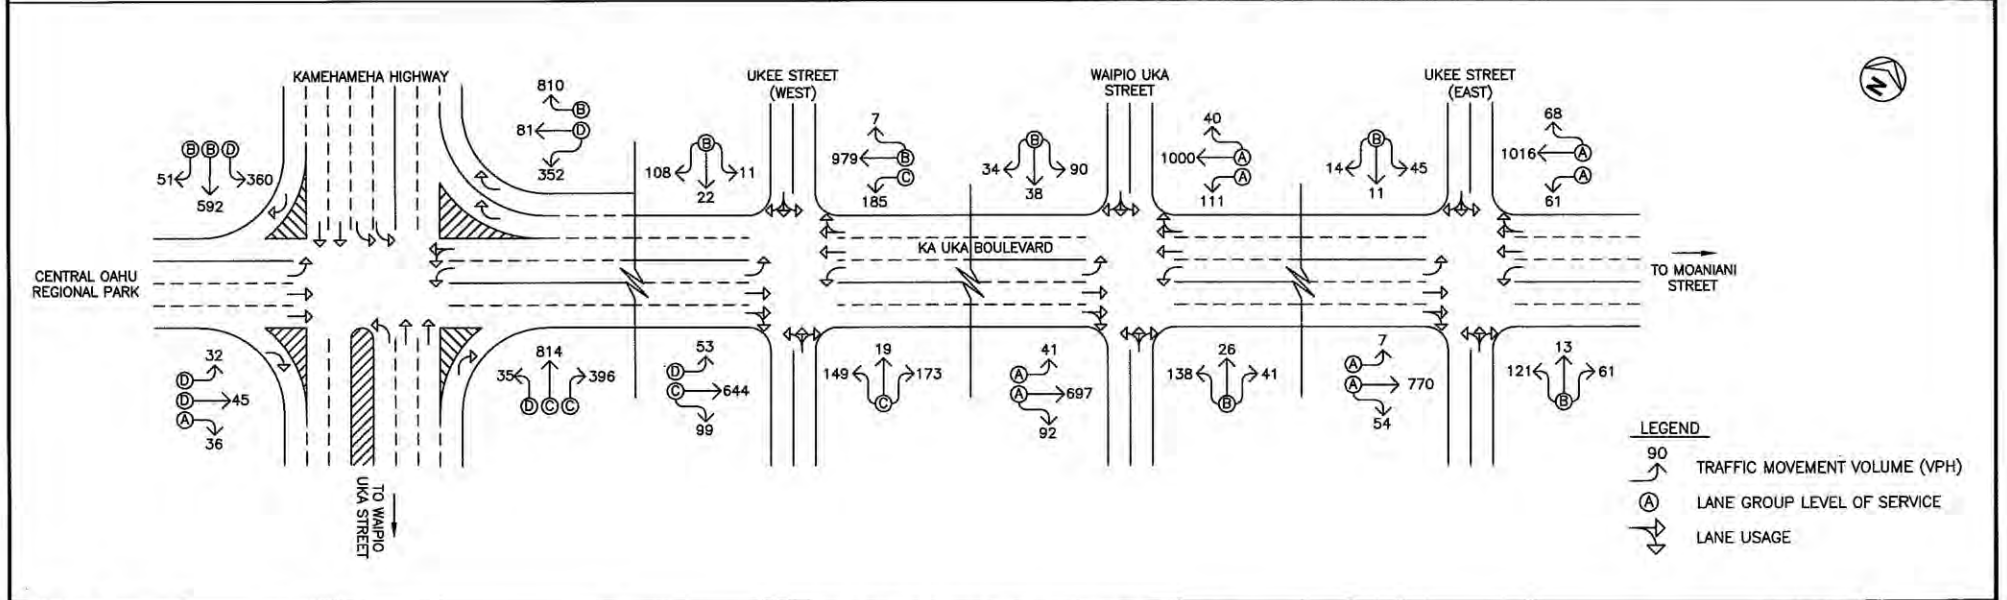 KAMEHAMEHA HIGHWAY
UKEE STREET
(WEST)
WAIPIO UKA
STREET
UKEE STREET
(EAST)
N
B B D
51 360
592
810
B
81 D
352
B
108 11
22
7
979 B
C
185
B
34 90
38
40
1000 A
A
111
B
14 45
11
68
1016 A
A
61
KA UKA BOULEVARD
CENTRAL OAHU
REGIONAL PARK
TO MOANIANI
STREET
32
D
D 45
A
36
814
35 396
D C C
53
D
C 644
99
19
149 173
C
41
A
A 697
92
26
138 41
B
7
A
A 770
54
13
121 61
B
TO WAIPIO
UKA STREET
LEGEND
90
TRAFFIC MOVEMENT VOLUME (VPH)
A LANE GROUP LEVEL OF SERVICE
LANE USAGE